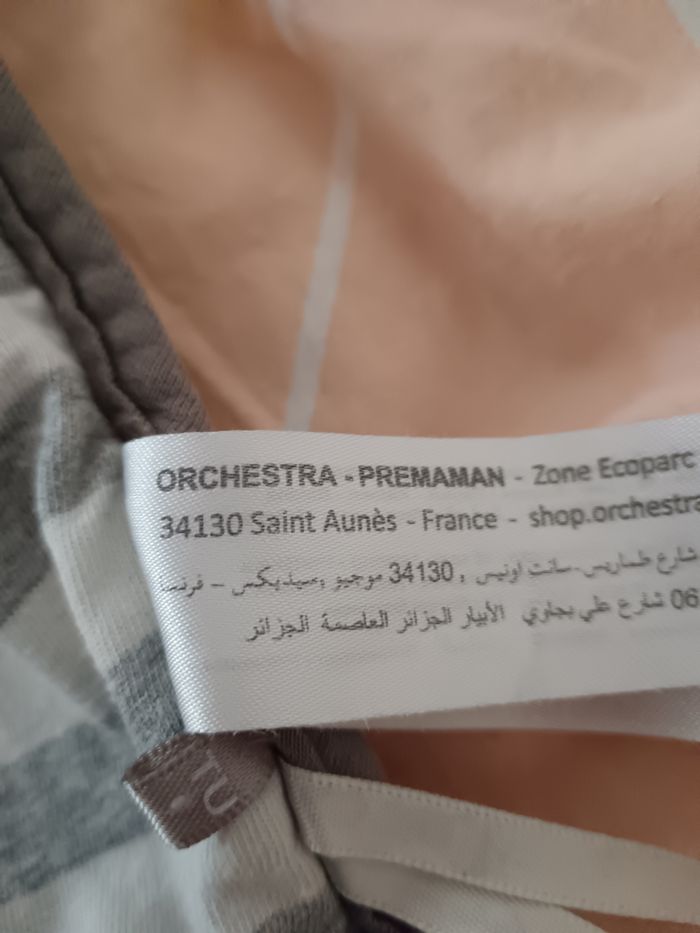 ORCHESTRA - PREMAMAN - Zone Ecoparc
34130 Saint Aunès - France - shop.orchestra
شارع طماريس-سانت اونيس , 34130 موجيو ,سيديكس – فرنسا
06 شارع علي بجاوي الأبيار الجزائر العاصمة الجزائر
TU